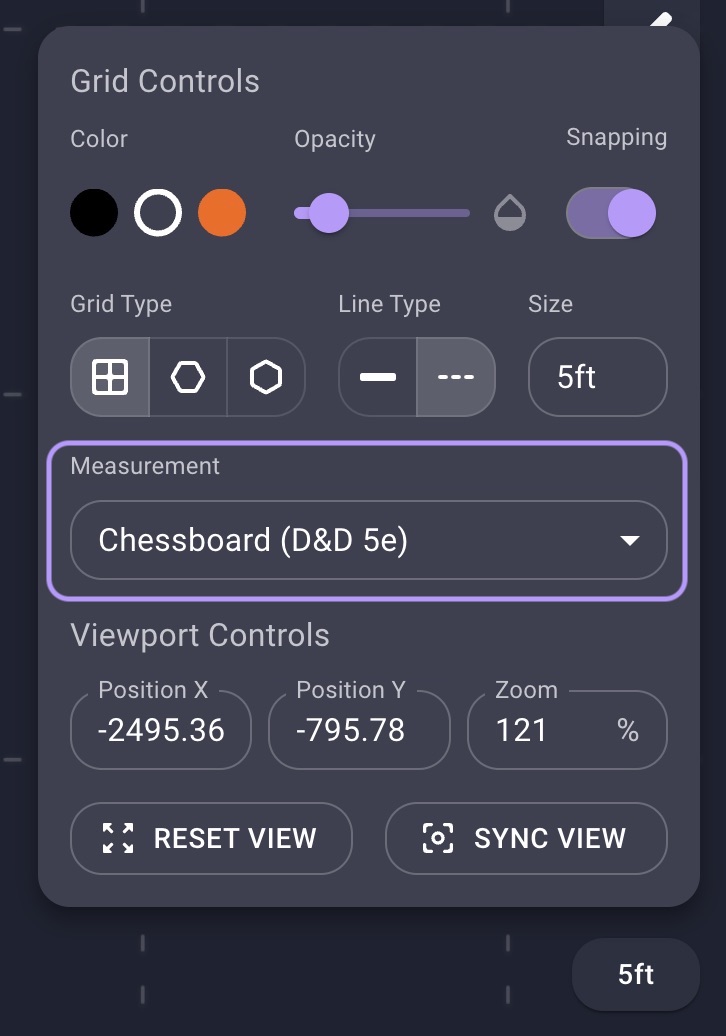 Grid Controls
Color Opacity Snapping
Grid Type Line Type Size
5ft
Measurement
Chessboard (D&D 5e)
Viewport Controls
Position X Position Y Zoom
-2495.36 -795.78 121 %
RESET VIEW SYNC VIEW
5ft